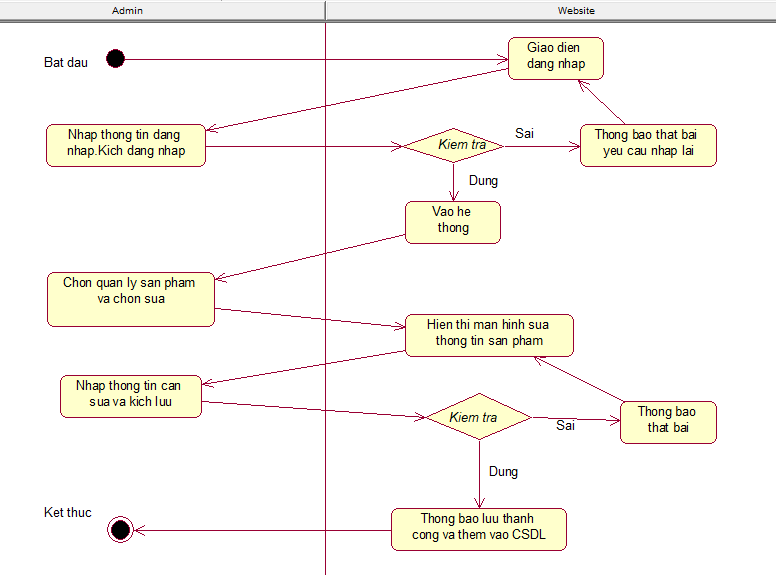 Admin
Website
Bat dau
Giao dien
dang nhap
Nhap thong tin dang
nhap.Kich dang nhap
Kiem tra
Sai
Thong bao that bai
yeu cau nhap lai
Dung
Vao he
thong
Chon quan ly san pham
va chon sua
Hien thi man hinh sua
thong tin san pham
Nhap thong tin can
sua va kich luu
Kiem tra
Sai
Thong bao
that bai
Dung
Ket thuc
Thong bao luu thanh
cong va them vao CSDL